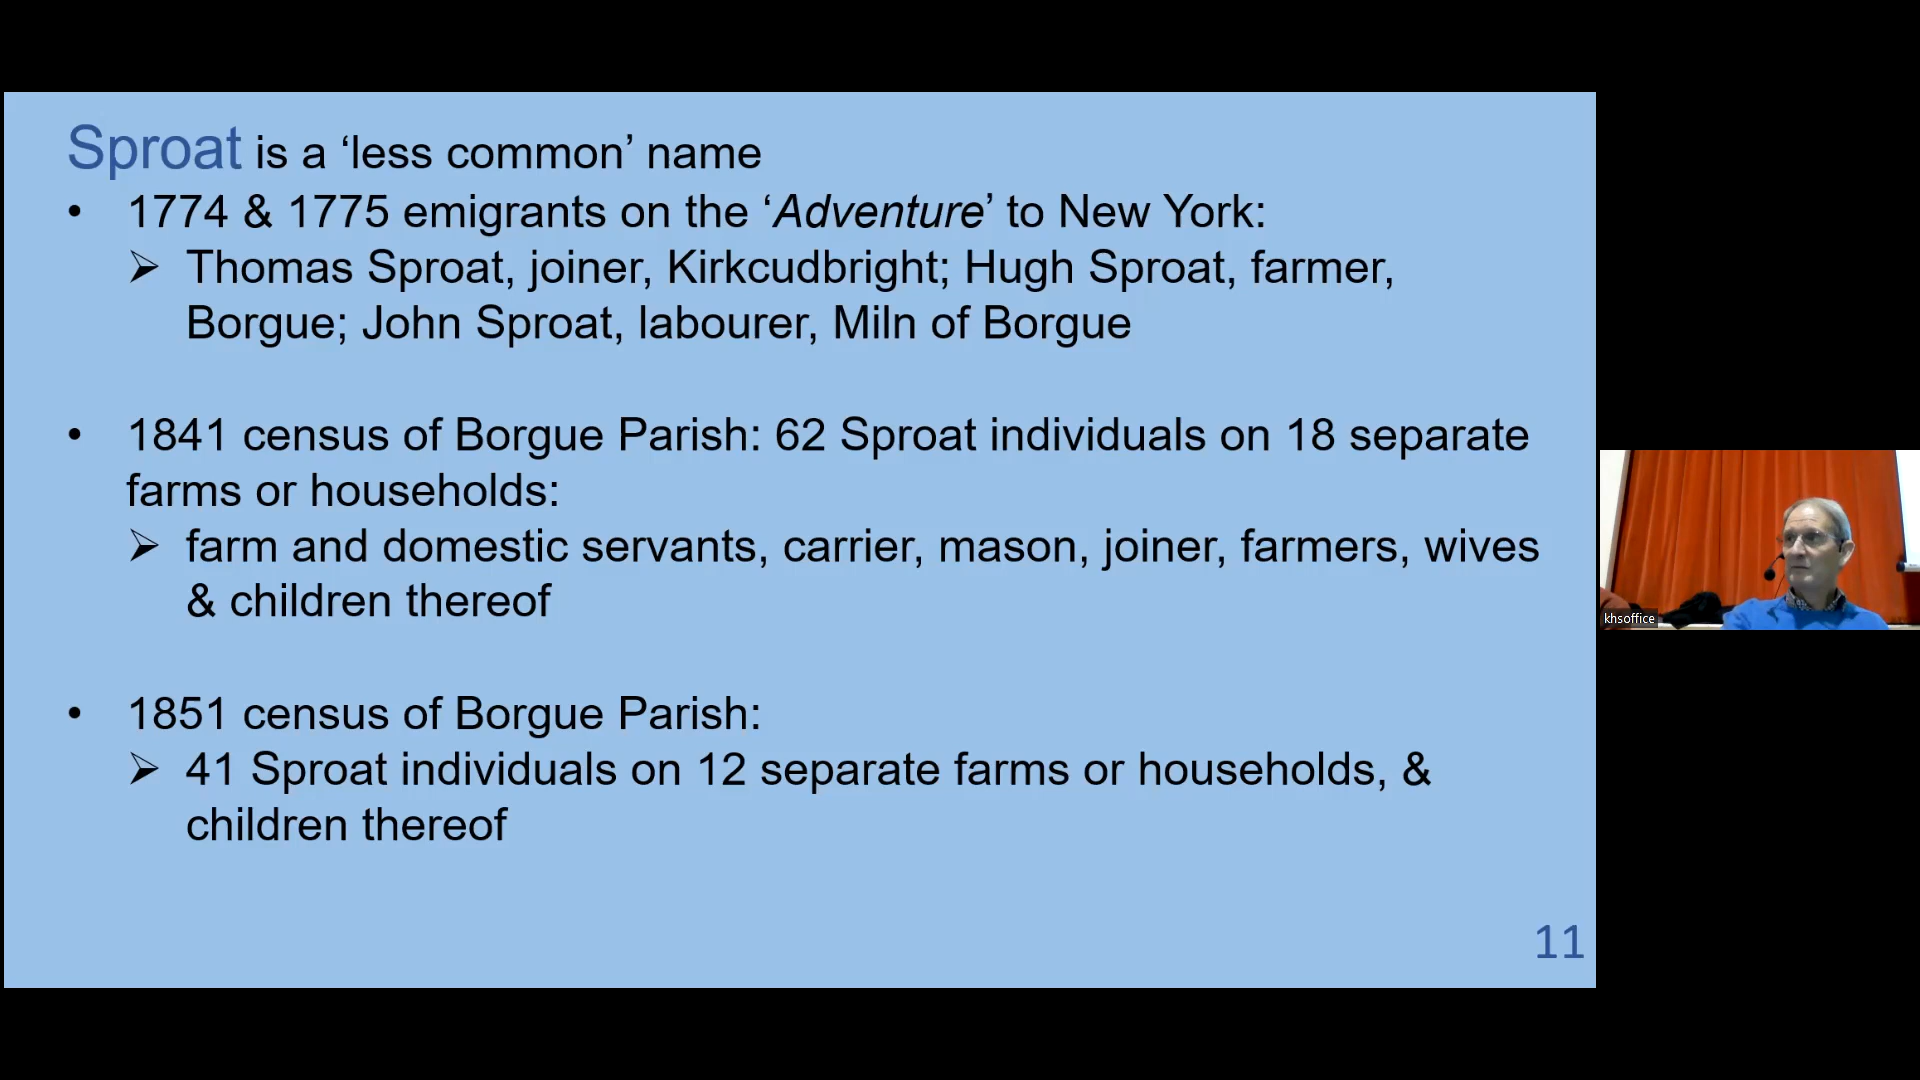 Sproat is a ‘less common’ name
• 1774 & 1775 emigrants on the ‘Adventure’ to New York:
➢ Thomas Sproat, joiner, Kirkcudbright; Hugh Sproat, farmer,
Borgue; John Sproat, labourer, Miln of Borgue
• 1841 census of Borgue Parish: 62 Sproat individuals on 18 separate
farms or households:
➢ farm and domestic servants, carrier, mason, joiner, farmers, wives
& children thereof
• 1851 census of Borgue Parish:
➢ 41 Sproat individuals on 12 separate farms or households, &
children thereof
11
khsoffice